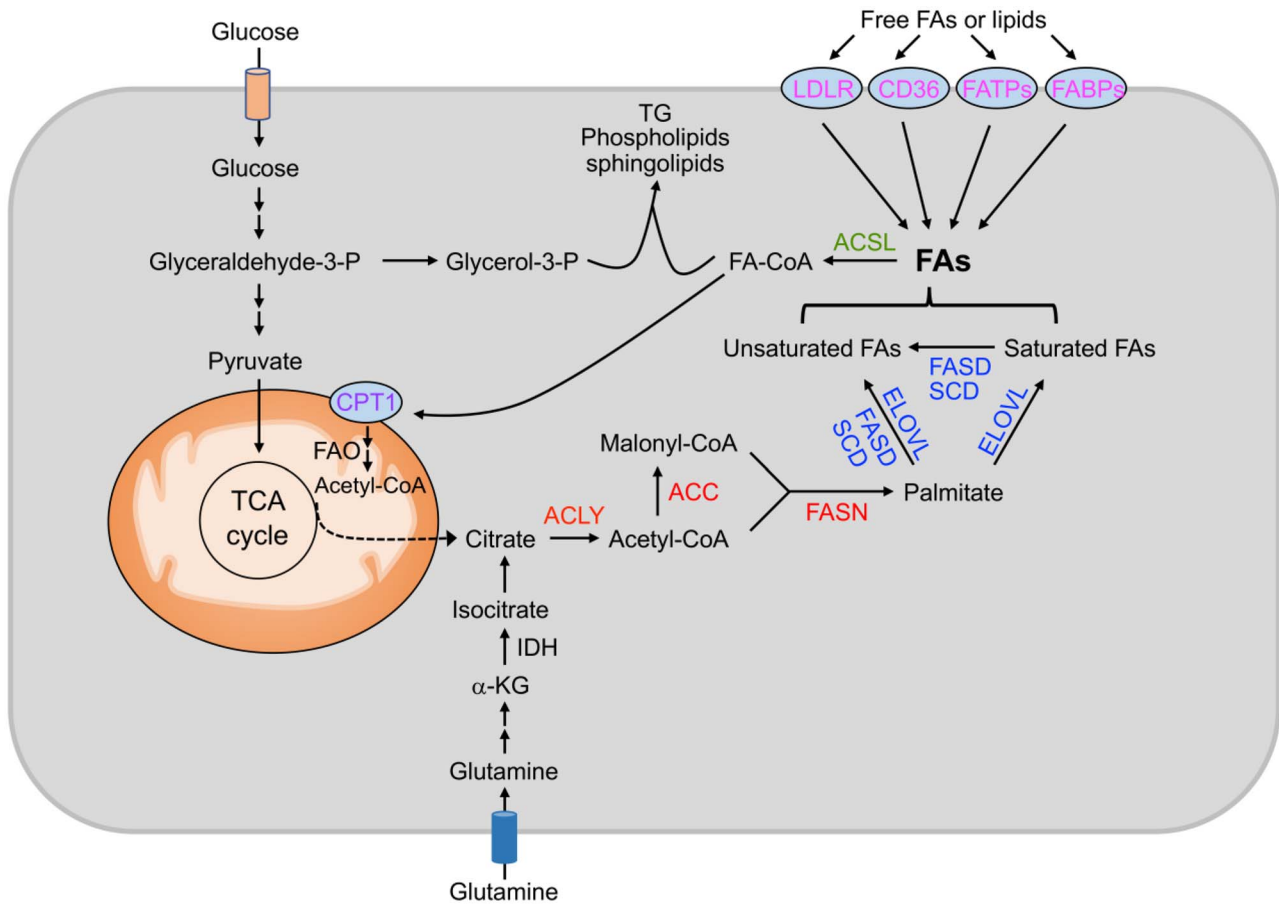 Glucose
Free FAs or lipids
LDLR
CD36
FATPs
FABPs
TG
Phospholipids
sphingolipids
Glucose
Glyceraldehyde-3-P
Glycerol-3-P
FA-CoA
ACSL
FAs
Pyruvate
Unsaturated FAs
Saturated FAs
FASD
SCD
CPT1
FAO
Acetyl-CoA
TCA
cycle
ELOVL
FASD
SCD
ELOVL
Malonyl-CoA
ACC
FASN
Palmitate
Citrate
ACLY
Acetyl-CoA
Isocitrate
IDH
α-KG
Glutamine
Glutamine